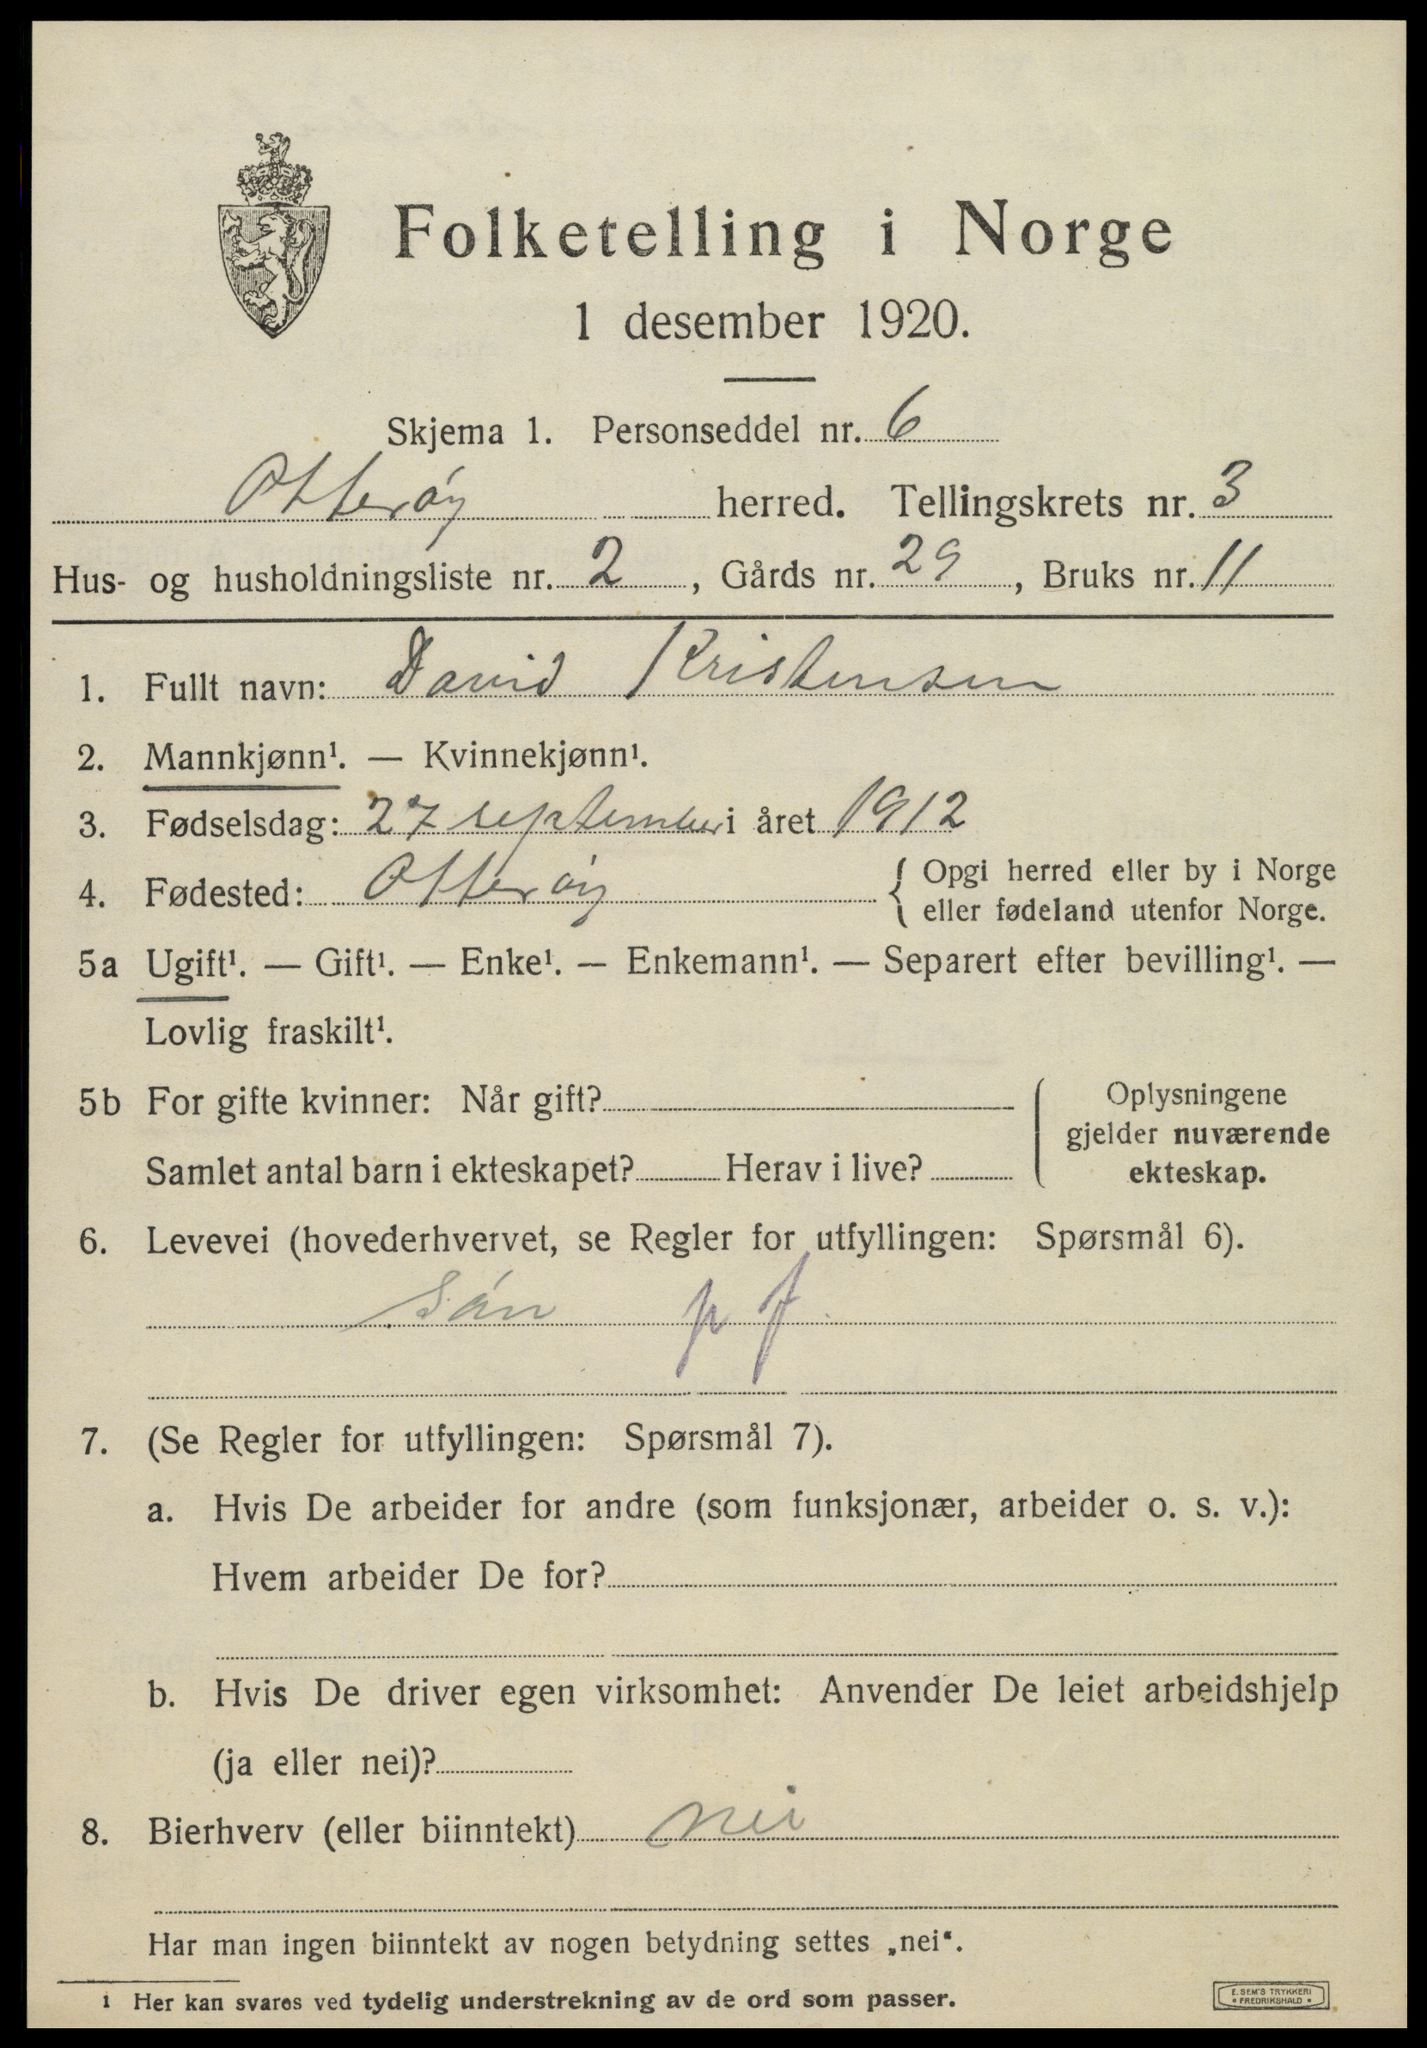 Folketelling i Norge
1 desember 1920.
Skjema 1. Personseddel nr. 6
Otterøy herred. Tellingskrets nr. 3
Hus- og husholdningsliste nr. 2, Gårds nr. 29, Bruks nr. 11
1. Fullt navn: David Kristensen
2. Mannkjønn¹. — Kvinnekjønn¹.
3. Fødselsdag: 27 september i året 1912
4. Fødested: Otterøy { Opgi herred eller by i Norge
eller fødeland utenfor Norge.
5a Ugift¹. — Gift¹. — Enke¹. — Enkemann¹. — Separert efter bevilling¹. —
Lovlig fraskilt¹.
5b For gifte kvinner: Når gift?
Samlet antal barn i ekteskapet? Herav i live?
Oplysningene
gjelder nuværende
ekteskap.
6. Levevei (hovederhvervet, se Regler for utfyllingen: Spørsmål 6).
Sön pf
7. (Se Regler for utfyllingen: Spørsmål 7).
a. Hvis De arbeider for andre (som funksjonær, arbeider o. s. v.):
Hvem arbeider De for?
b. Hvis De driver egen virksomhet: Anvender De leiet arbeidshjelp
(ja eller nei)?
8. Bierhverv (eller biinntekt) nei
Har man ingen biinntekt av nogen betydning settes „nei“.
1 Her kan svares ved tydelig understrekning av de ord som passer.
E. SEM'S TRYKKERI
• FREDRIKSHALD •